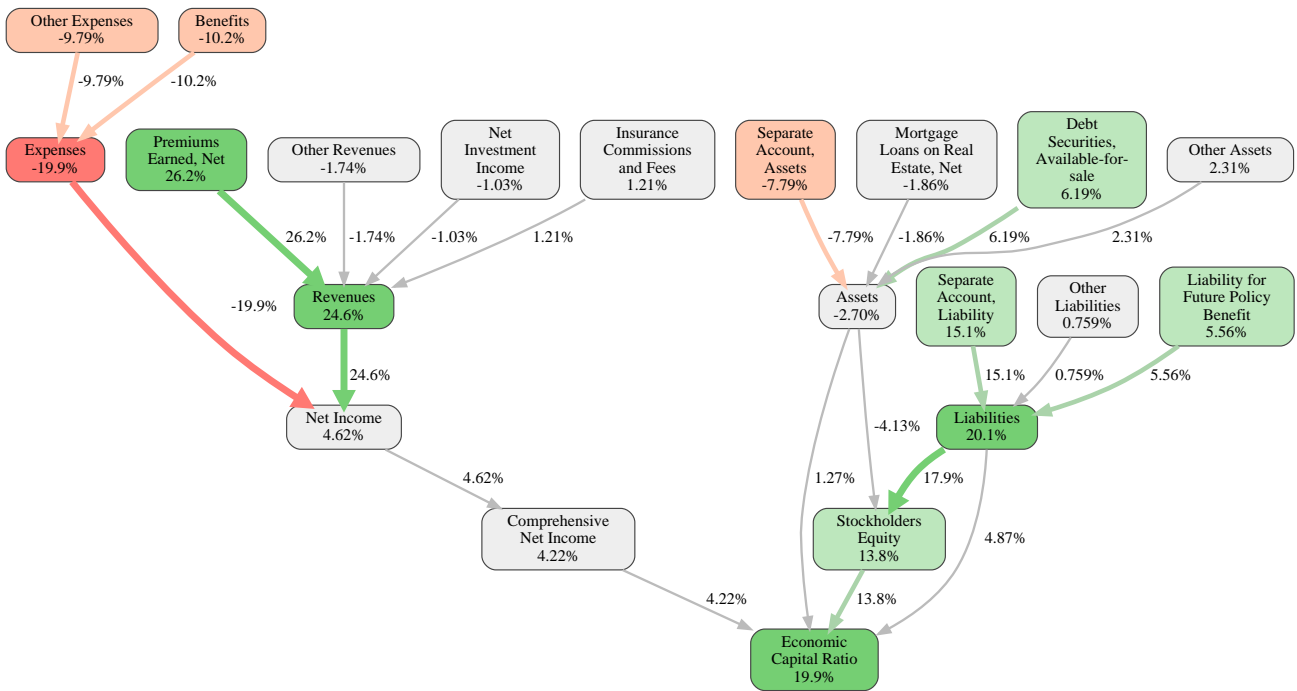 Other Expenses
-9.79%
Benefits
-10.2%
-9.79%
-10.2%
Expenses
-19.9%
Premiums
Earned, Net
26.2%
Other Revenues
-1.74%
Net
Investment
Income
-1.03%
Insurance
Commissions
and Fees
1.21%
Separate
Account,
Assets
-7.79%
Mortgage
Loans on Real
Estate, Net
-1.86%
Debt
Securities,
Available-for-
sale
6.19%
Other Assets
2.31%
26.2%
-1.74%
-1.03%
1.21%
-7.79%
-1.86%
6.19%
2.31%
-19.9%
Revenues
24.6%
Assets
-2.70%
Separate
Account,
Liability
15.1%
Other
Liabilities
0.759%
Liability for
Future Policy
Benefit
5.56%
24.6%
15.1%
0.759%
5.56%
Net Income
4.62%
-4.13%
Liabilities
20.1%
4.62%
1.27%
17.9%
Comprehensive
Net Income
4.22%
Stockholders
Equity
13.8%
4.87%
4.22%
13.8%
Economic
Capital Ratio
19.9%